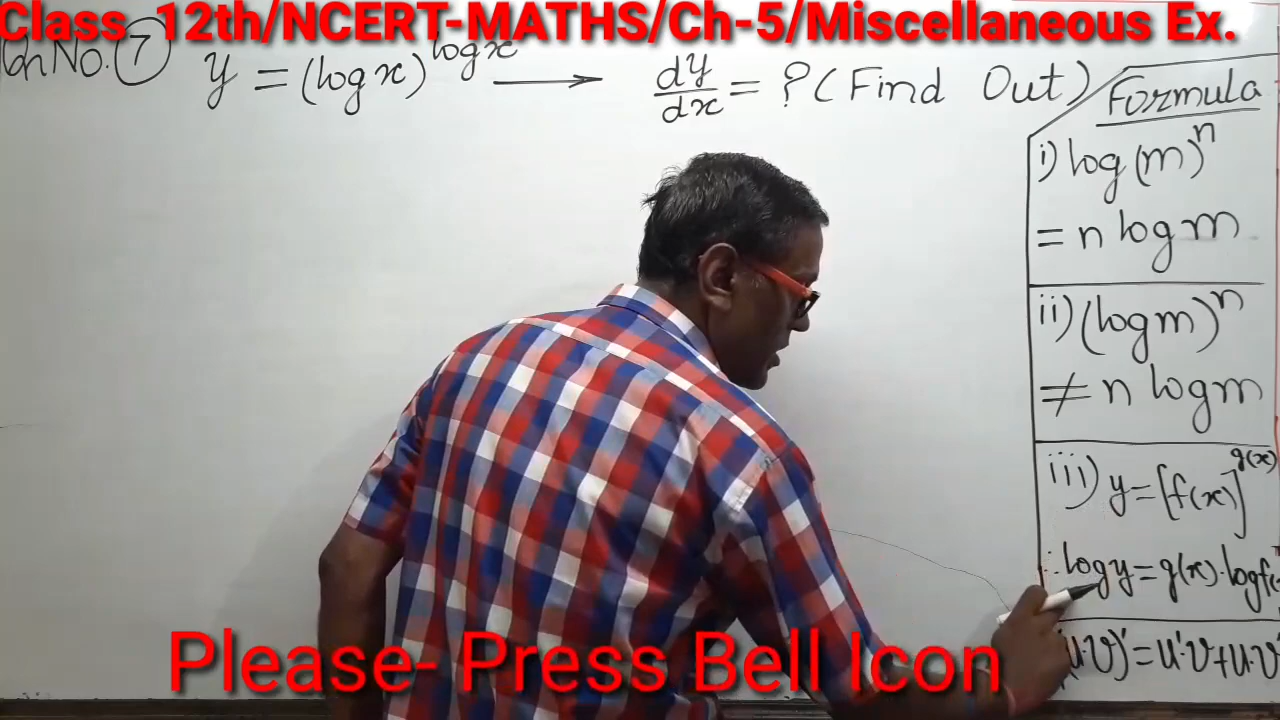 Class 12th/NCERT-MATHS/Ch-5/Miscellaneous Ex.
No. 7 y = (log x)^log x → dy/dx = ? (Find Out)
Formula
i) log(m)^n
= n log m
ii) (log m)^n
≠ n log m
iii) y = [f(x)]^g(x)
∴ log y = g(x)·log f(
(u·v)' = u'·v + u·v'
Please- Press Bell Icon